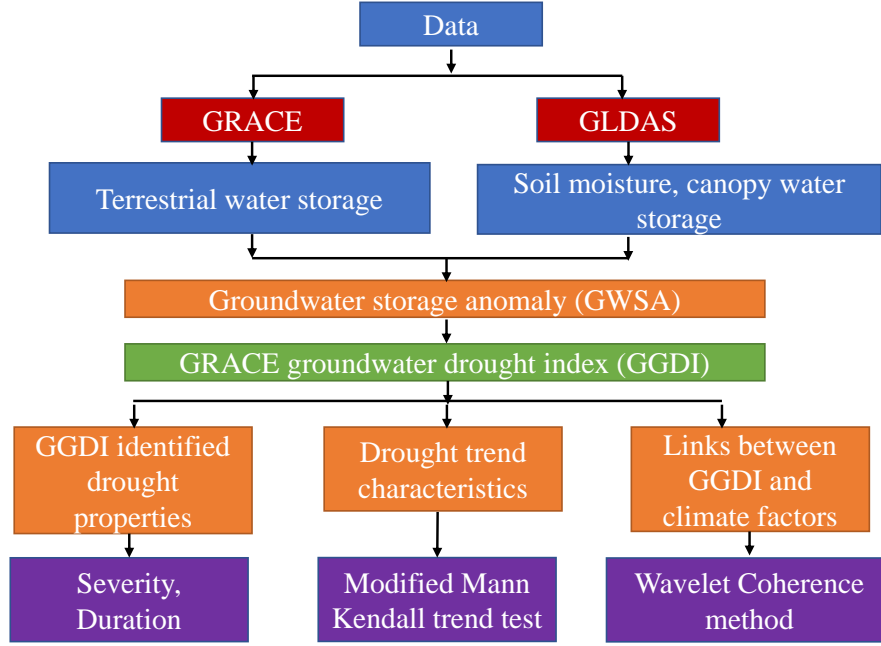 Data
GRACE
GLDAS
Terrestrial water storage
Soil moisture, canopy water
storage
Groundwater storage anomaly (GWSA)
GRACE groundwater drought index (GGDI)
GGDI identified
drought
properties
Drought trend
characteristics
Links between
GGDI and
climate factors
Severity,
Duration
Modified Mann
Kendall trend test
Wavelet Coherence
method